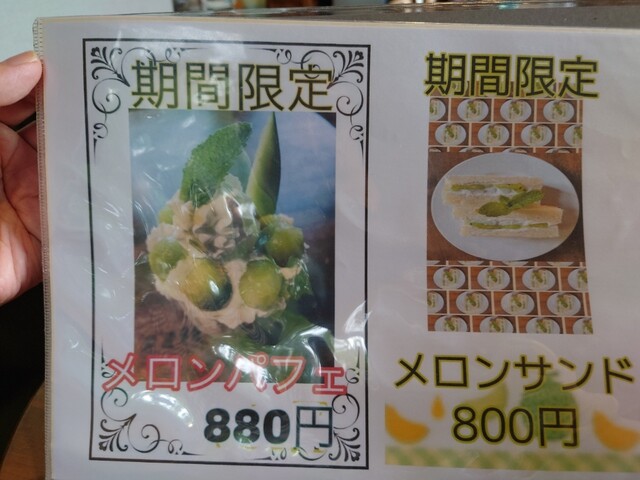 期間限定
メロンパフェ
880円
期間限定
メロンサンド
800円